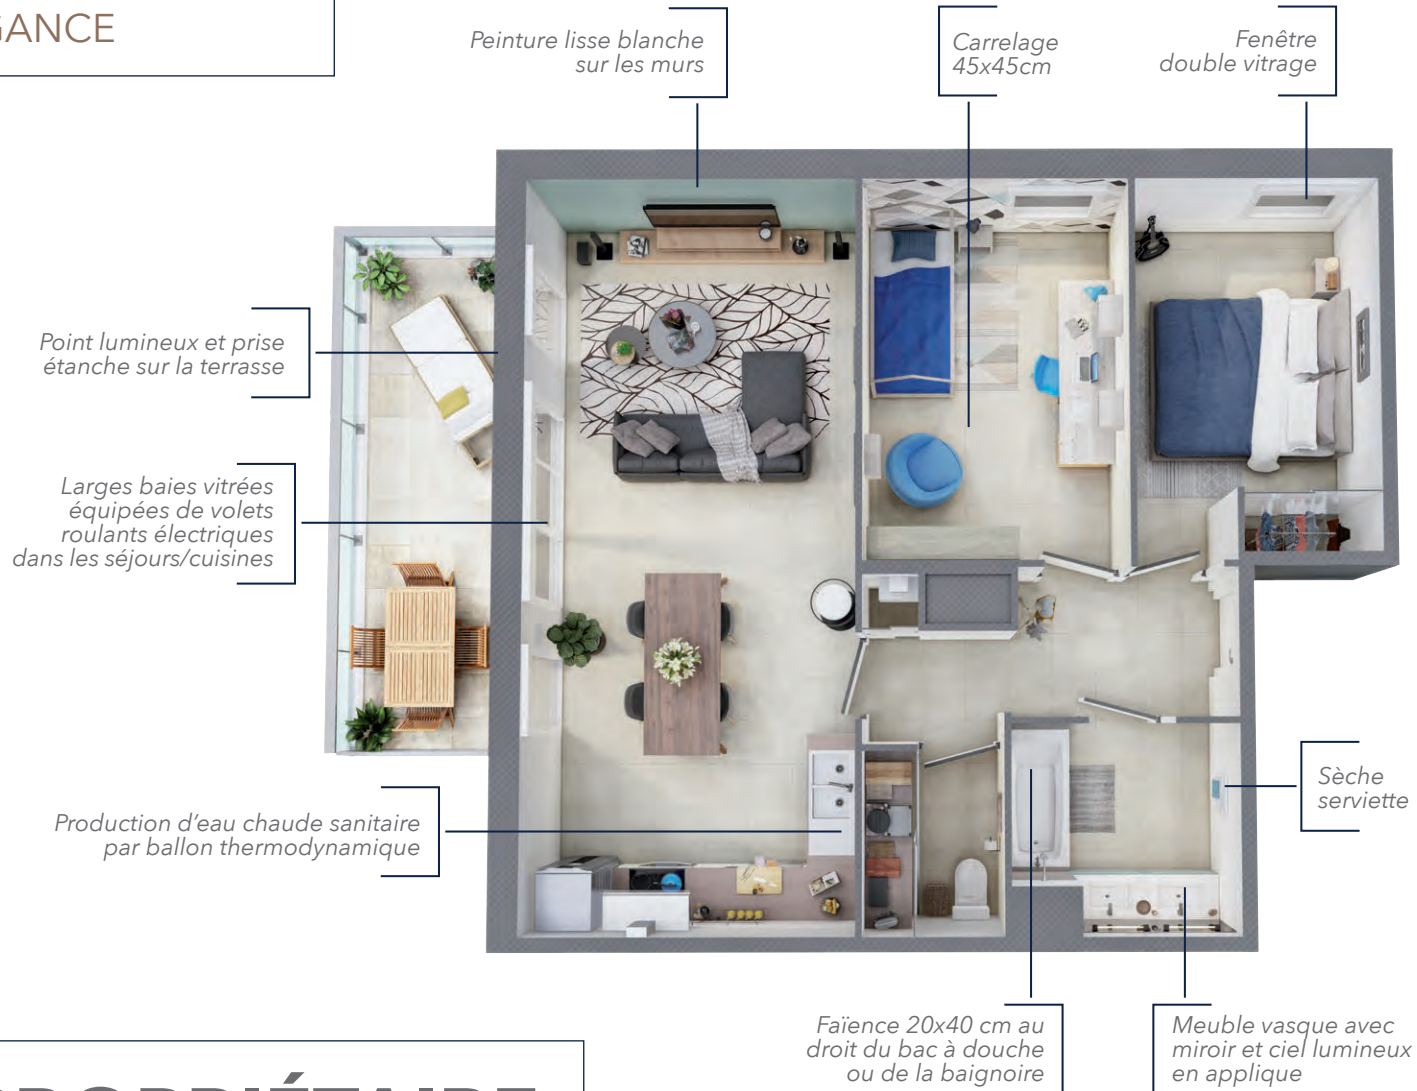 Peinture lisse blanche
sur les murs
Carrelage
45x45cm
Fenêtre
double vitrage
Point lumineux et prise
étanche sur la terrasse
Larges baies vitrées
équipées de volets
roulants électriques
dans les séjours/cuisines
Production d'eau chaude sanitaire
par ballon thermodynamique
Sèche
serviette
Faïence 20x40 cm au
droit du bac à douche
ou de la baignoire
Meuble vasque avec
miroir et ciel lumineux
en applique